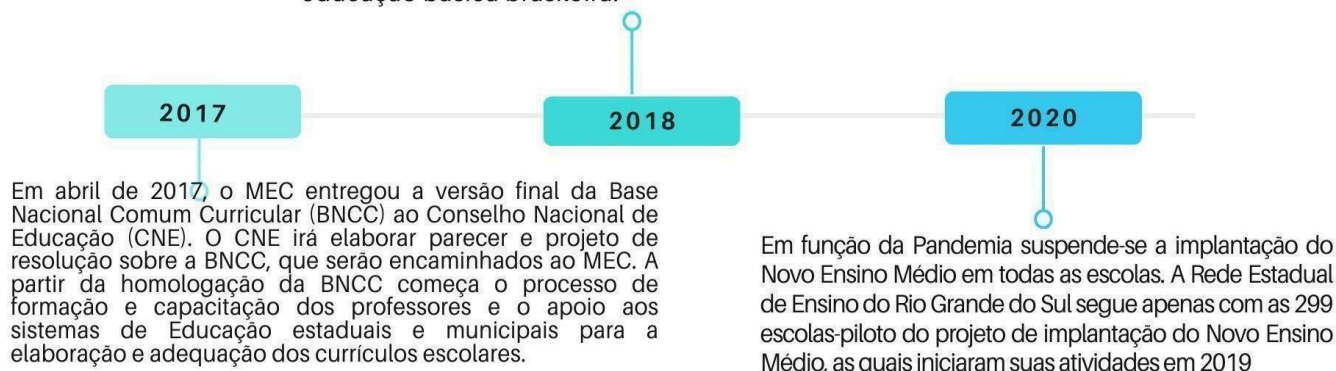 educação básica brasileira.
2017
2018
2020
Em abril de 2017, o MEC entregou a versão final da Base
Nacional Comum Curricular (BNCC) ao Conselho Nacional de
Educação (CNE). O CNE irá elaborar parecer e projeto de
resolução sobre a BNCC, que serão encaminhados ao MEC. A
partir da homologação da BNCC começa o processo de
formação e capacitação dos professores e o apoio aos
sistemas de Educação estaduais e municipais para a
elaboração e adequação dos currículos escolares.
Em função da Pandemia suspende-se a implantação do
Novo Ensino Médio em todas as escolas. A Rede Estadual
de Ensino do Rio Grande do Sul segue apenas com as 299
escolas-piloto do projeto de implantação do Novo Ensino
Médio, as quais iniciaram suas atividades em 2019